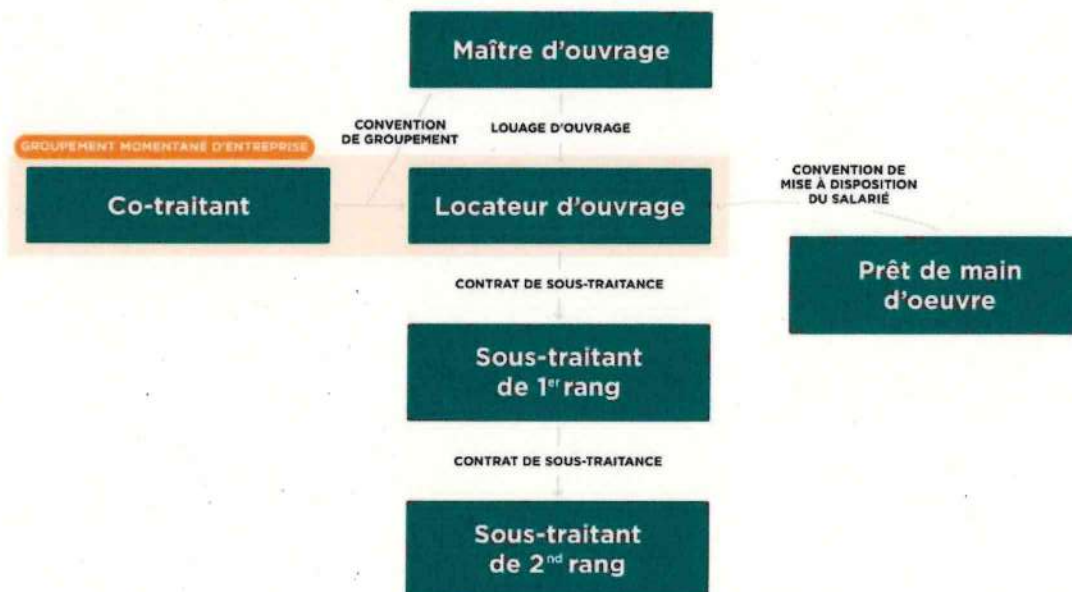 Maître d'ouvrage
CONVENTION
DE GROUPEMENT
LOUAGE D'OUVRAGE
GROUPEMENT MOMENTANÉ D'ENTREPRISE
Co-traitant
Locateur d'ouvrage
CONVENTION DE
MISE À DISPOSITION
DU SALARIÉ
Prêt de main
d'oeuvre
CONTRAT DE SOUS-TRAITANCE
Sous-traitant
de 1er rang
CONTRAT DE SOUS-TRAITANCE
Sous-traitant
de 2nd rang